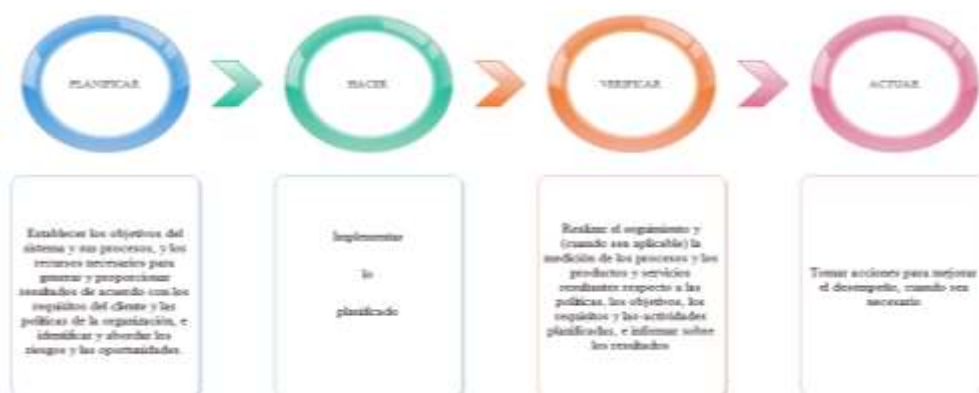 PLANIFICAR
HACER
VERIFICAR
ACTUAR
Establecer los objetivos del
sistema y sus procesos, y los
recursos necesarios para
generar y proporcionar
resultados de acuerdo con los
requisitos del cliente y las
políticas de la organización, e
identificar y abordar los
riesgos y las oportunidades.
Implementar
lo
planificado
Realizar el seguimiento y
(cuando sea aplicable) la
medición de los procesos y los
productos y servicios
resultantes respecto a las
políticas, los objetivos, los
requisitos y las actividades
planificadas, e informar sobre
los resultados
Tomar acciones para mejorar
el desempeño, cuando sea
necesario